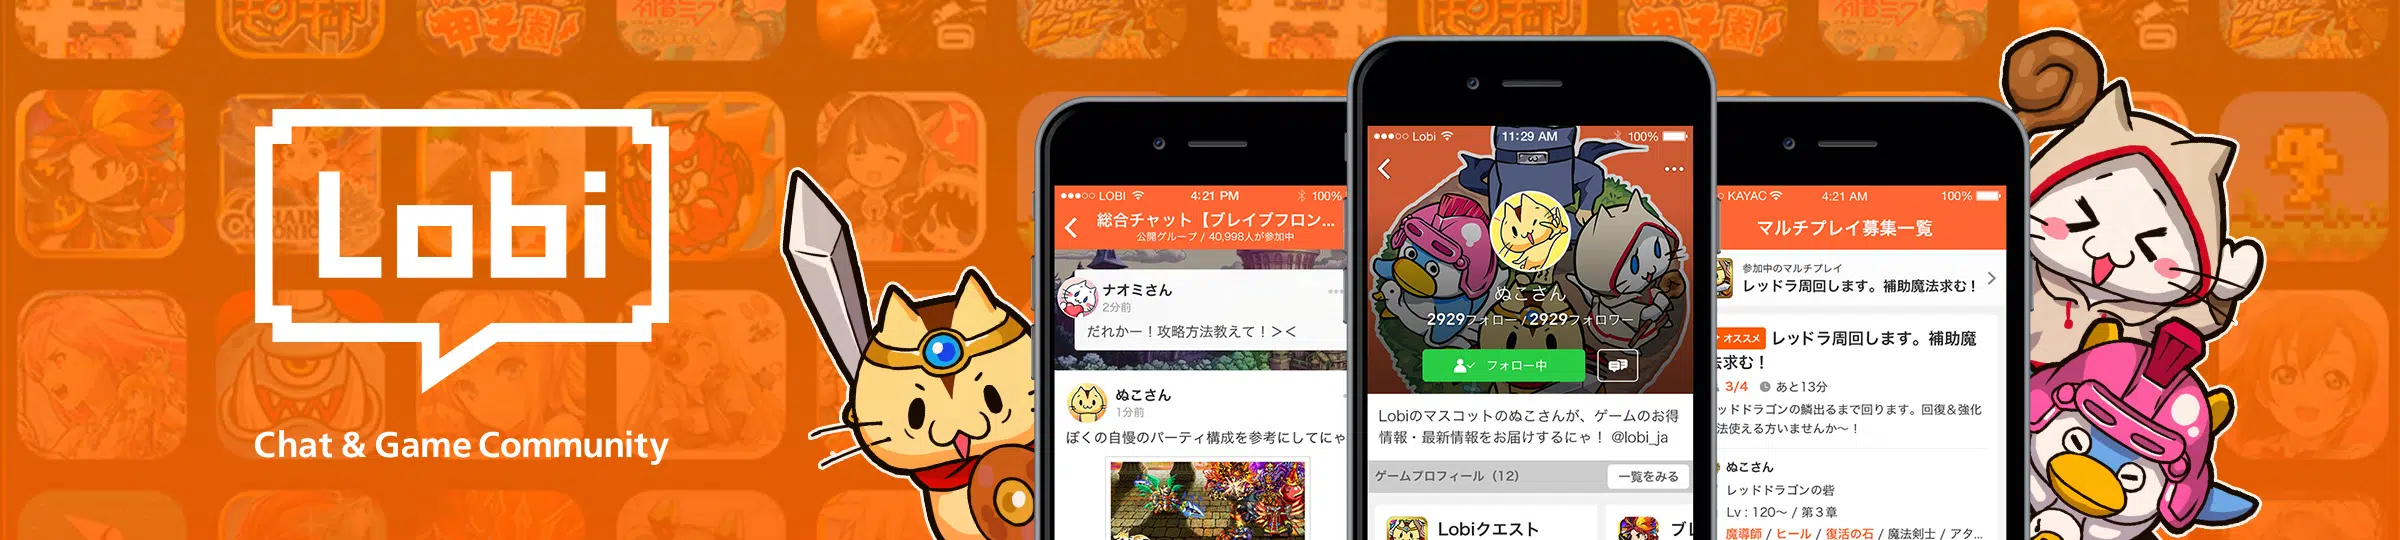 Lobi
Chat & Game Community
LOBI
4:21 PM
100%
総合チャット【ブレイブフロン...
公開グループ / 40,998人が参加中
ナオミさん
2分前
だれかー！攻略方法教えて！＞＜
ぬこさん
1分前
ぼくの自慢のパーティ構成を参考にしてにゃ
Lobi
11:29 AM
100%
ぬこさん
2929フォロー / 2929フォロワー
フォロー中
Lobiのマスコットのぬこさんが、ゲームのお得
情報・最新情報をお届けするにゃ！ @lobi_ja
ゲームプロフィール（12）
一覧をみる
Lobiクエスト
ブレ
KAYAC
4:21 AM
100%
マルチプレイ募集一覧
参加中のマルチプレイ
レッドラ周回します。補助魔法求む！
オススメ
レッドラ周回します。補助魔
法求む！
3/4
あと13分
ッドドラゴンの鱗出るまで回ります。回復＆強化
法使える方いませんか〜！
ぬこさん
レッドドラゴンの砦
Lv : 120〜 / 第３章
魔導師 / ヒール / 復活の石 / 魔法剣士 / アタ...
甲子園!
CHAIN
CHRONICLE